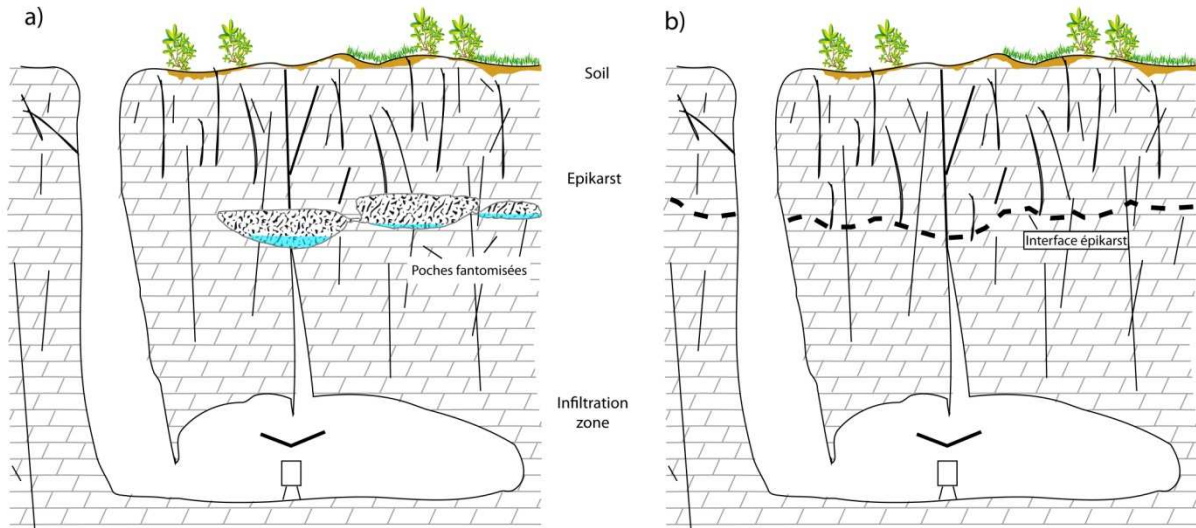 a)
b)
Soil
Epikarst
Poches fantomisées
Interface épikarst
Infiltration
zone